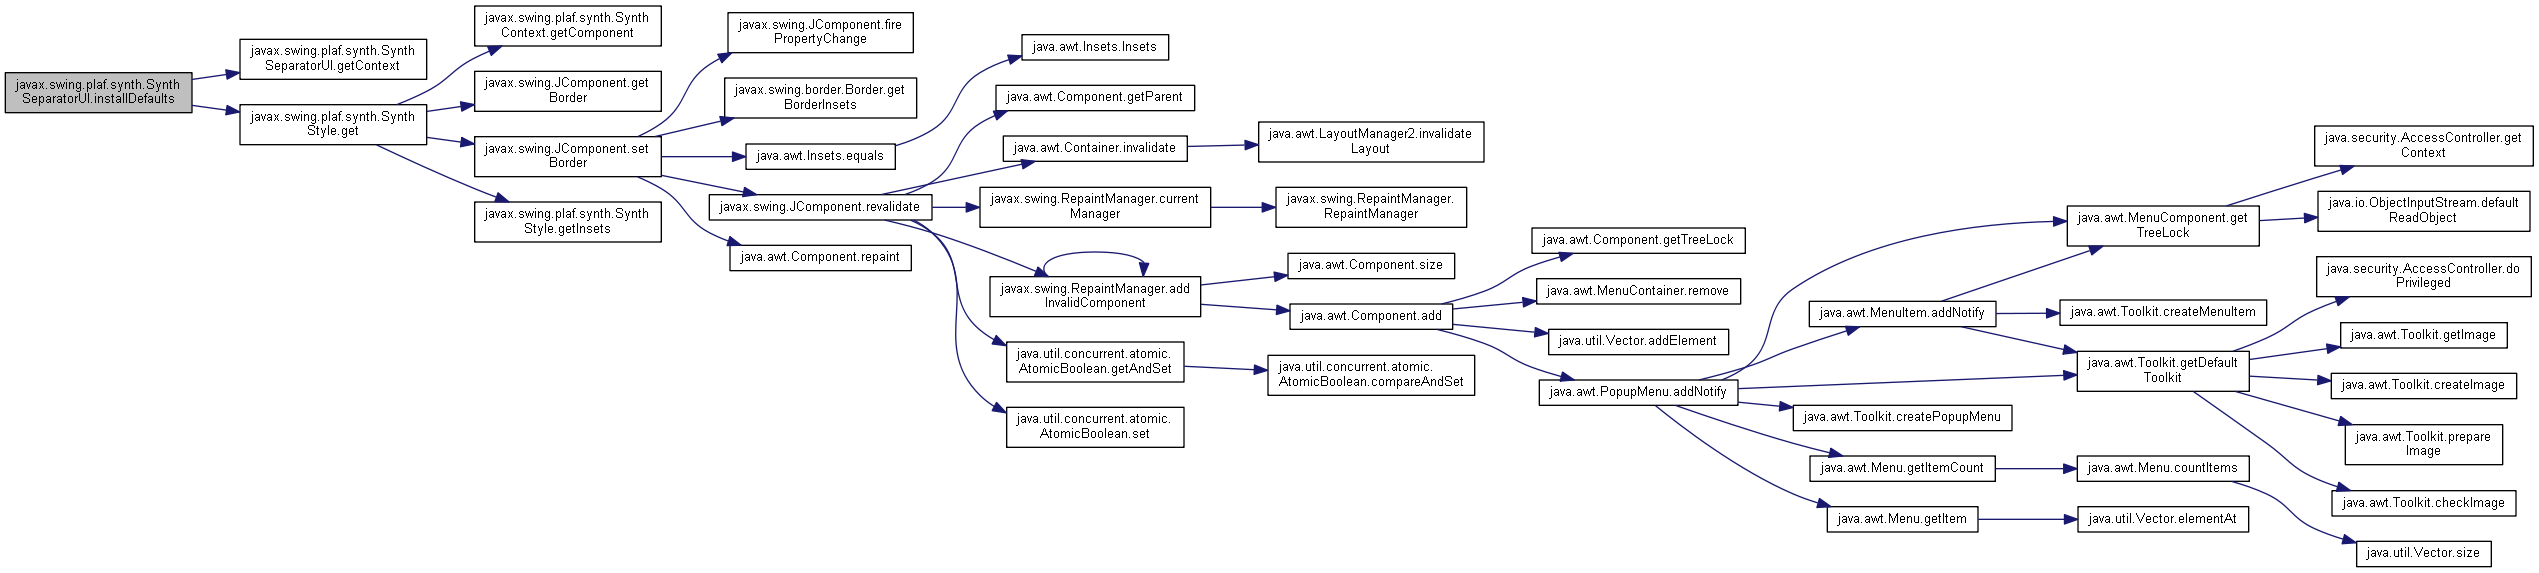 javax.swing.plaf.synth.Synth
SeparatorUI.installDefaults
javax.swing.plaf.synth.Synth
SeparatorUI.getContext
javax.swing.plaf.synth.Synth
Style.get
javax.swing.plaf.synth.Synth
Context.getComponent
javax.swing.JComponent.get
Border
javax.swing.JComponent.set
Border
javax.swing.plaf.synth.Synth
Style.getInsets
javax.swing.JComponent.fire
PropertyChange
javax.swing.border.Border.get
BorderInsets
java.awt.Insets.equals
javax.swing.JComponent.revalidate
java.awt.Component.repaint
java.awt.Insets.Insets
java.awt.Component.getParent
java.awt.Container.invalidate
javax.swing.RepaintManager.current
Manager
javax.swing.RepaintManager.add
InvalidComponent
java.util.concurrent.atomic.
AtomicBoolean.getAndSet
java.util.concurrent.atomic.
AtomicBoolean.set
java.awt.LayoutManager2.invalidate
Layout
javax.swing.RepaintManager.
RepaintManager
java.awt.Component.size
java.awt.Component.add
java.util.concurrent.atomic.
AtomicBoolean.compareAndSet
java.awt.Component.getTreeLock
java.awt.MenuContainer.remove
java.util.Vector.addElement
java.awt.PopupMenu.addNotify
java.awt.MenuItem.addNotify
java.awt.Toolkit.createPopupMenu
java.awt.Menu.getItemCount
java.awt.Menu.getItem
java.awt.MenuComponent.get
TreeLock
java.awt.Toolkit.createMenuItem
java.awt.Toolkit.getDefault
Toolkit
java.awt.Menu.countItems
java.util.Vector.elementAt
java.security.AccessController.get
Context
java.io.ObjectInputStream.default
ReadObject
java.security.AccessController.do
Privileged
java.awt.Toolkit.getImage
java.awt.Toolkit.createImage
java.awt.Toolkit.prepare
Image
java.awt.Toolkit.checkImage
java.util.Vector.size